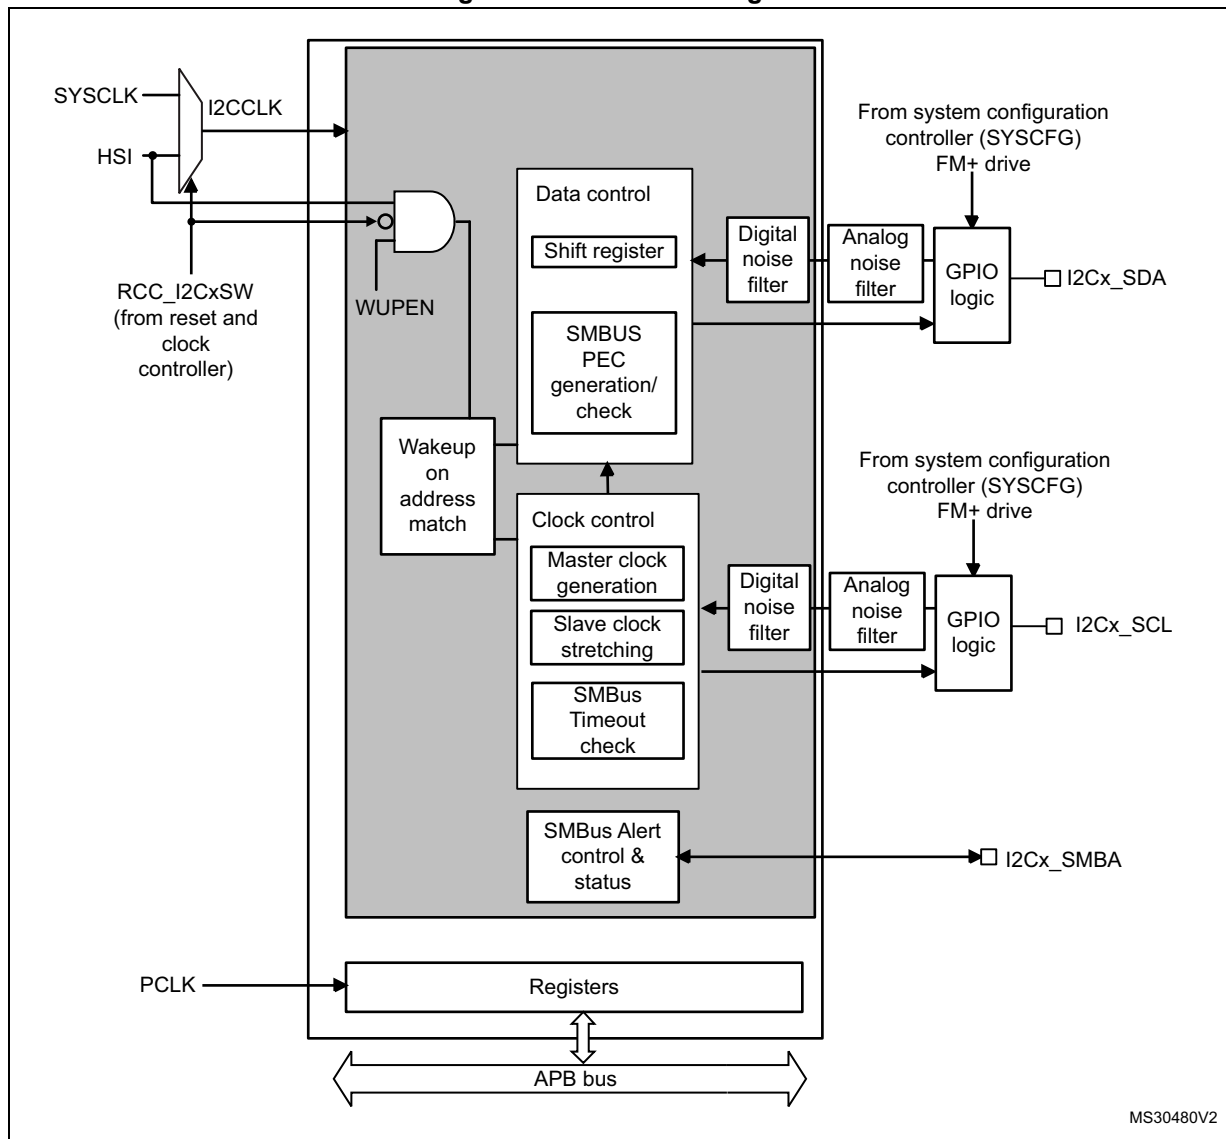 SYSCLK
I2CCLK
HSI
RCC_I2CxSW
(from reset and
clock
controller)
WUPEN
Data control
Shift register
SMBUS
PEC
generation/
check
Wakeup
on
address
match
Clock control
Master clock
generation
Slave clock
stretching
SMBus
Timeout
check
SMBus Alert
control &
status
Digital
noise
filter
Analog
noise
filter
From system configuration
controller (SYSCFG)
FM+ drive
GPIO
logic
I2Cx_SDA
Digital
noise
filter
Analog
noise
filter
From system configuration
controller (SYSCFG)
FM+ drive
GPIO
logic
I2Cx_SCL
I2Cx_SMBA
PCLK
Registers
APB bus
MS30480V2